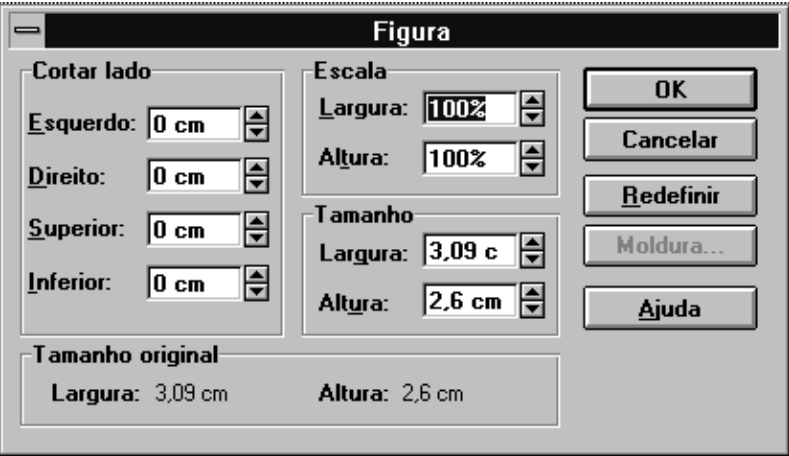 Figura
Cortar lado
Esquerdo: 0 cm
Direito: 0 cm
Superior: 0 cm
Inferior: 0 cm
Escala
Largura: 100%
Altura: 100%
Tamanho
Largura: 3,09 c
Altura: 2,6 cm
OK
Cancelar
Redefinir
Moldura...
Ajuda
Tamanho original
Largura: 3,09 cm Altura: 2,6 cm